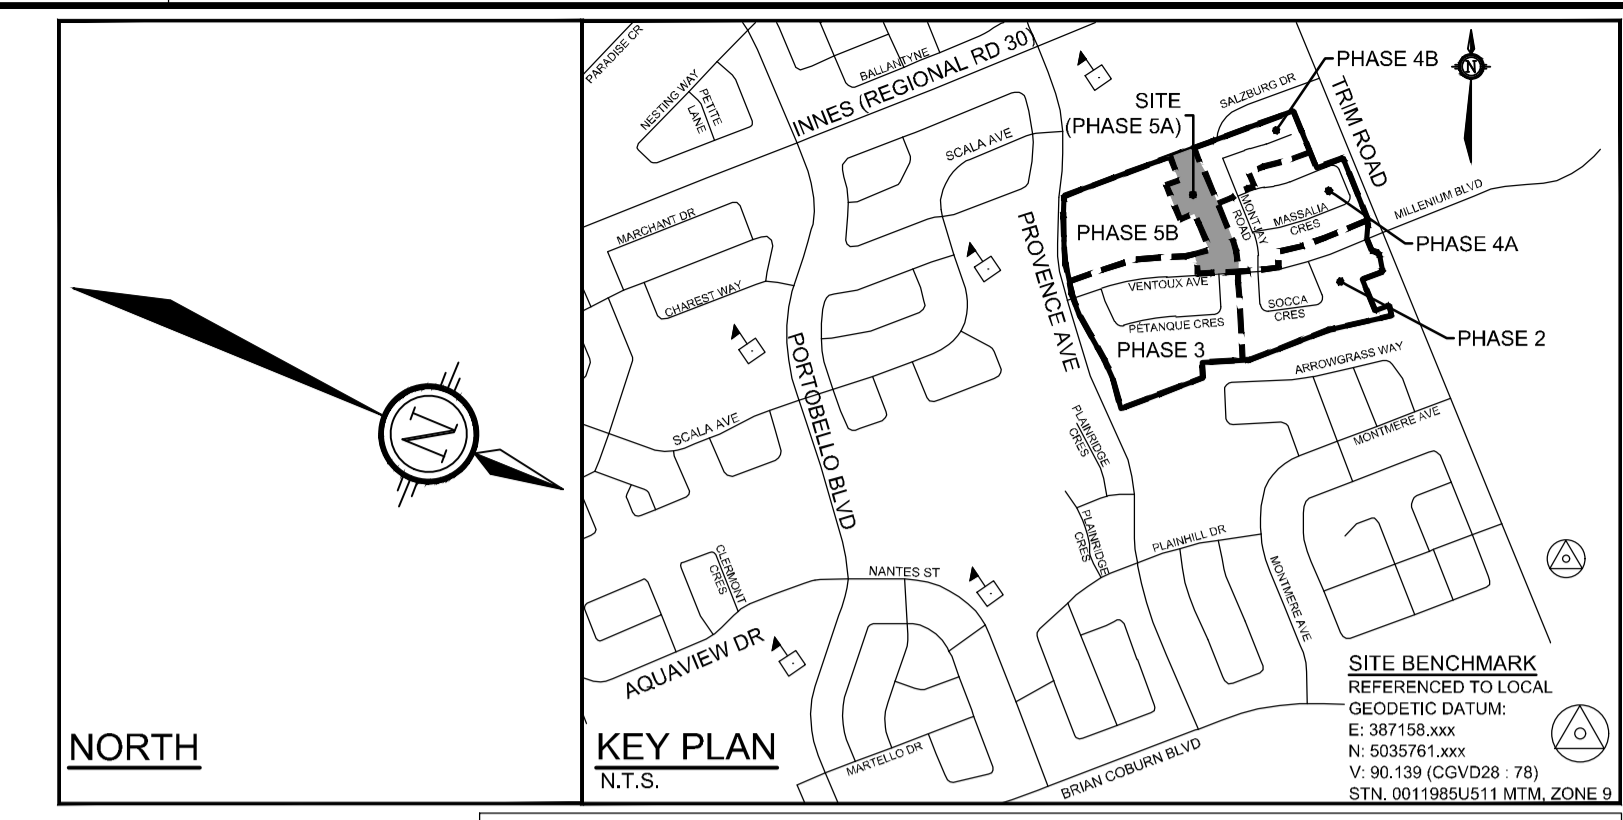 N
NORTH
PARADISE CR
NESTING WAY
PETITE
LANE
BALLANTYNE
INNES (REGIONAL RD 30)
SCALA AVE
MARCHANT DR
CHAREST WAY
PORTOBELLO BLVD
SCALA AVE
CLERMONT
CRES
NANTES ST
AQUAVIEW DR
MARTELLO DR
BRIAN COBURN BLVD
PROVENCE AVE
SITE
(PHASE 5A)
SALZBURG DR
PHASE 4B
TRIM ROAD
N
MILLENIUM BLVD
MONTJAY
ROAD
MASSALIA
CRES
PHASE 4A
PHASE 5B
VENTOUX AVE
PÉTANQUE CRES
PHASE 3
SOCCA
CRES
PHASE 2
ARROWGRASS WAY
MONTMERE AVE
PLAINRIDGE
CRES
PLAINRIDGE
CRES
PLAINHILL DR
MONTMERE AVE
KEY PLAN
N.T.S.
SITE BENCHMARK
REFERENCED TO LOCAL
GEODETIC DATUM:
E: 387158.xxx
N: 5035761.xxx
V: 90.139 (CGVD28 : 78)
STN. 0011985U511 MTM, ZONE 9